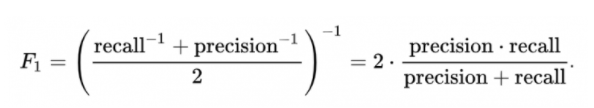 F₁ = ( (recall⁻¹ + precision⁻¹) / 2 )⁻¹ = 2 · (precision · recall) / (precision + recall).